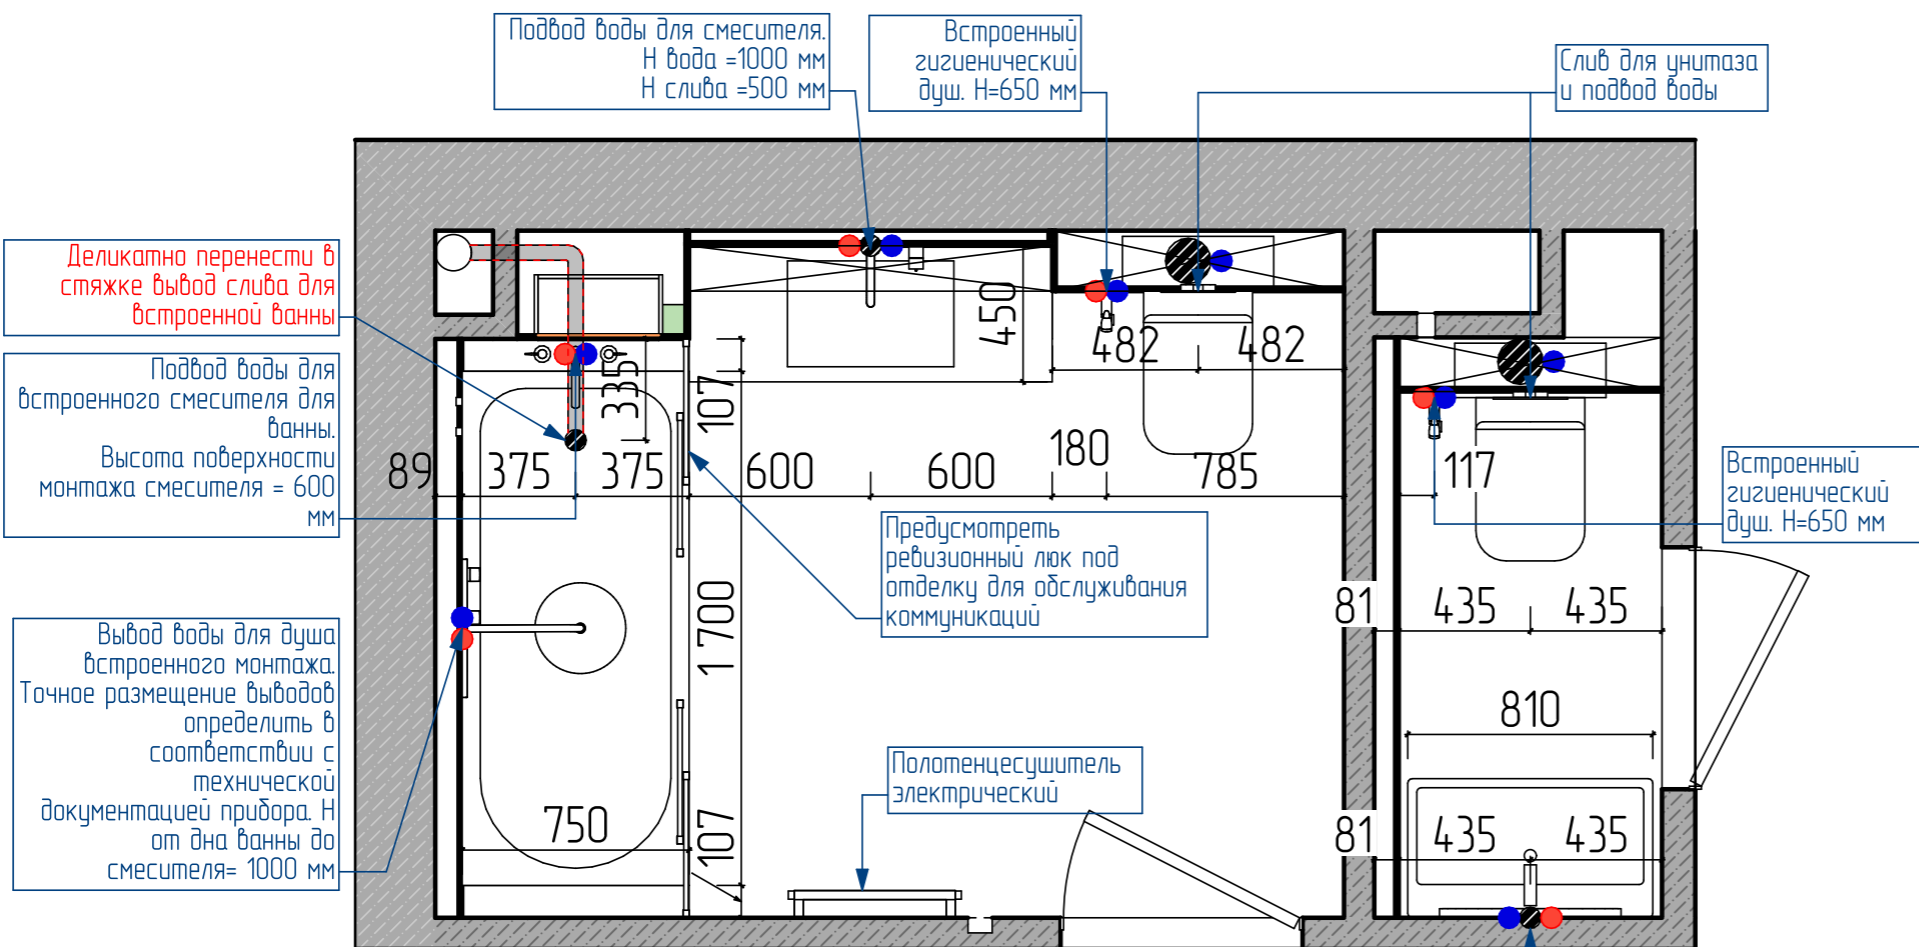 Подвод воды для смесителя.
H вода =1000 мм
H слива =500 мм
Встроенный
гигиенический
душ. H=650 мм
Слив для унитаза
и подвод воды
Деликатно перенести в
стяжке вывод слива для
встроенной ванны
Подвод воды для
встроенного смесителя для
ванны.
Высота поверхности
монтажа смесителя = 600
мм
Вывод воды для душа
встроенного монтажа.
Точное размещение выводов
определить в
соответствии с
технической
документацией прибора. H
от дна ванны до
смесителя= 1000 мм
335
107
450
482
482
89
375
375
600
600
180
785
117
Встроенный
гигиенический
душ. H=650 мм
Предусмотреть
ревизионный люк под
отделку для обслуживания
коммуникаций
1 700
81
435
435
810
Полотенцесушитель
электрический
750
107
81
435
435